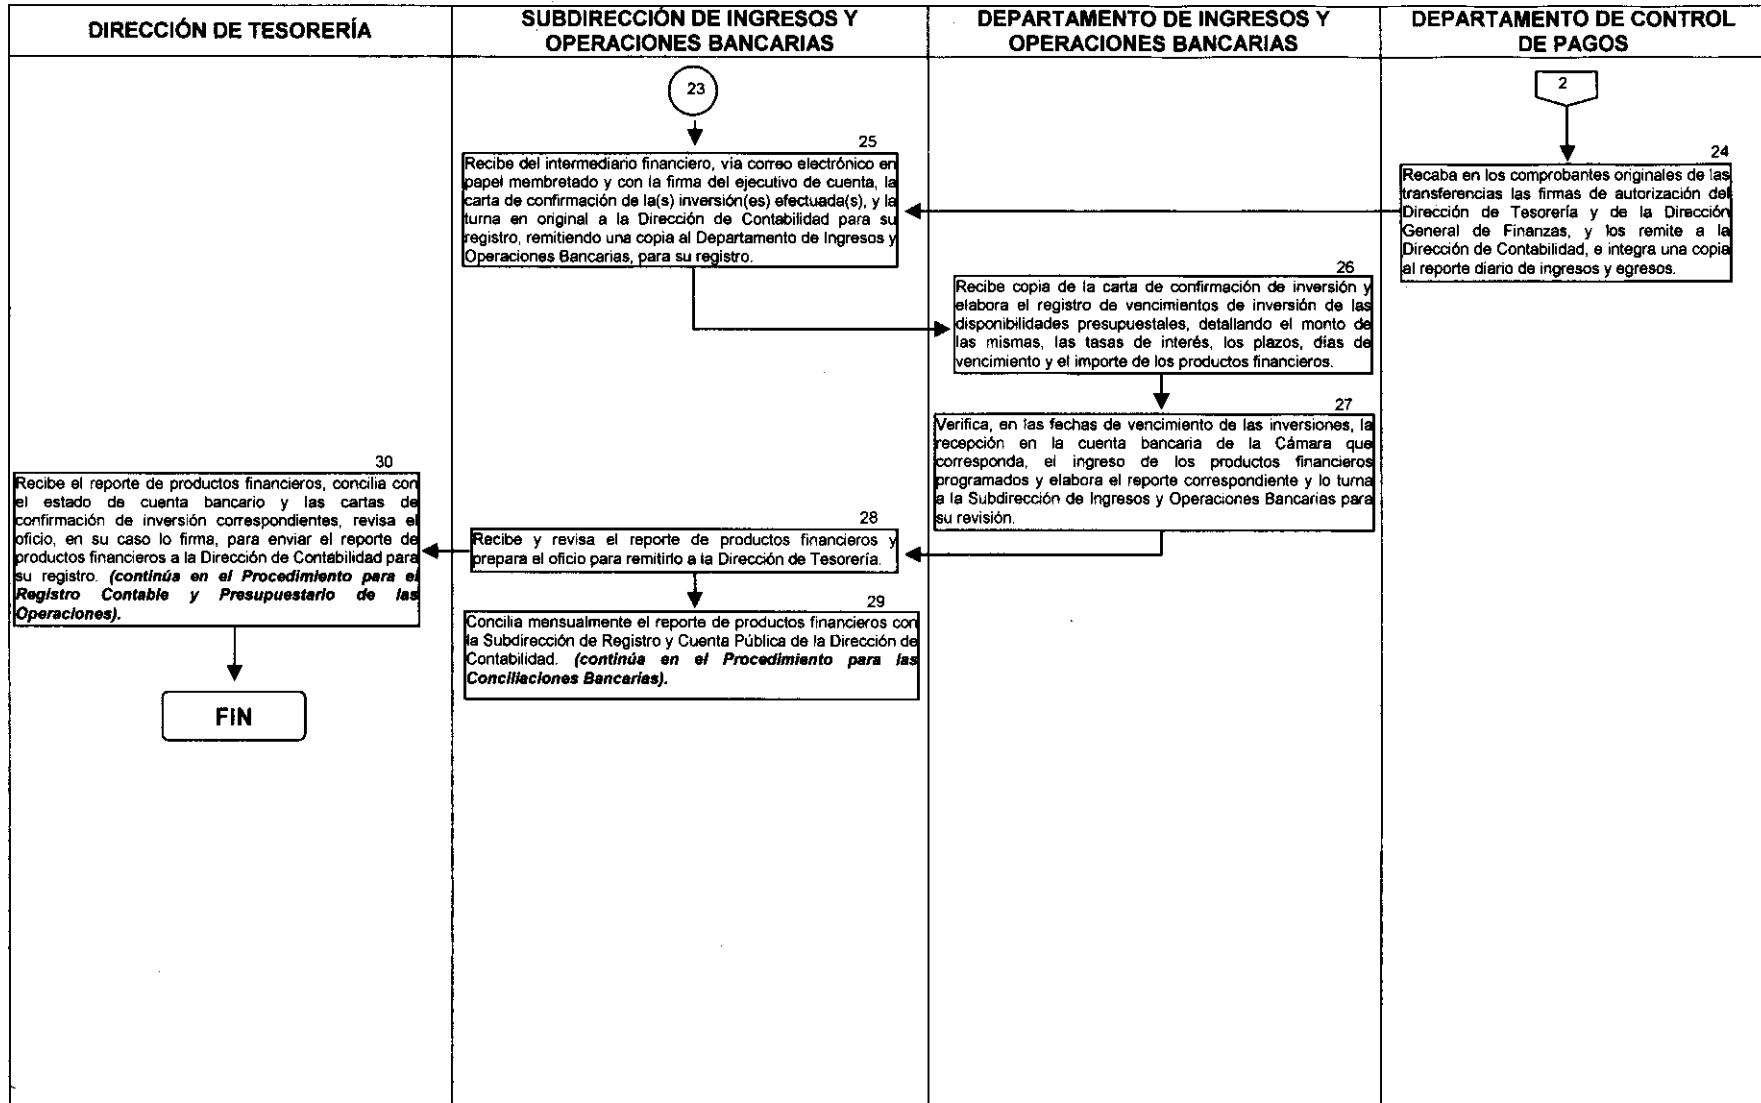 DIRECCIÓN DE TESORERÍA
SUBDIRECCIÓN DE INGRESOS Y
OPERACIONES BANCARIAS
DEPARTAMENTO DE INGRESOS Y
OPERACIONES BANCARIAS
DEPARTAMENTO DE CONTROL
DE PAGOS
23
2
24
Recaba en los comprobantes originales de las
transferencias las firmas de autorización del
Dirección de Tesorería y de la Dirección
General de Finanzas, y los remite a la
Dirección de Contabilidad, e integra una copia
al reporte diario de ingresos y egresos.
25
Recibe del intermediario financiero, vía correo electrónico en
papel membretado y con la firma del ejecutivo de cuenta, la
carta de confirmación de la(s) inversión(es) efectuada(s), y la
turna en original a la Dirección de Contabilidad para su
registro, remitiendo una copia al Departamento de Ingresos y
Operaciones Bancarias, para su registro.
26
Recibe copia de la carta de confirmación de inversión y
elabora el registro de vencimientos de inversión de las
disponibilidades presupuestales, detallando el monto de
las mismas, las tasas de interés, los plazos, días de
vencimiento y el importe de los productos financieros.
27
Verifica, en las fechas de vencimiento de las inversiones, la
recepción en la cuenta bancaria de la Cámara que
corresponda, el ingreso de los productos financieros
programados y elabora el reporte correspondiente y lo turna
a la Subdirección de Ingresos y Operaciones Bancarias para
su revisión.
28
Recibe y revisa el reporte de productos financieros y
prepara el oficio para remitirlo a la Dirección de Tesorería.
29
Concilia mensualmente el reporte de productos financieros con
la Subdirección de Registro y Cuenta Pública de la Dirección de
Contabilidad. (continúa en el Procedimiento para las
Conciliaciones Bancarias).
30
Recibe el reporte de productos financieros, concilia con
el estado de cuenta bancario y las cartas de
confirmación de inversión correspondientes, revisa el
oficio, en su caso lo firma, para enviar el reporte de
productos financieros a la Dirección de Contabilidad para
su registro. (continúa en el Procedimiento para el
Registro Contable y Presupuestario de las
Operaciones).
FIN